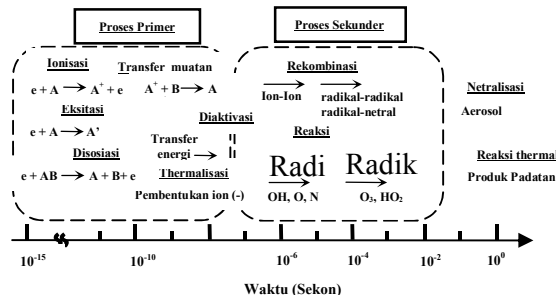 Proses Primer
Proses Sekunder
Ionisasi
e + A → A⁺ + e
Transfer muatan
A⁺ + B → A
Eksitasi
e + A → A'
Disosiasi
e + AB → A + B + e
Diaktivasi
Transfer
energi →
Thermalisasi
Pembentukan ion (-)
Rekombinasi
Ion-Ion
radikal-radikal
radikal-netral
Reaksi
Radi
OH, O, N
Radik
O₃, HO₂
Netralisasi
Aerosol
Reaksi thermal
Produk Padatan
10⁻¹⁵ 10⁻¹⁰ 10⁻⁶ 10⁻⁴ 10⁻² 10⁰
Waktu (Sekon)